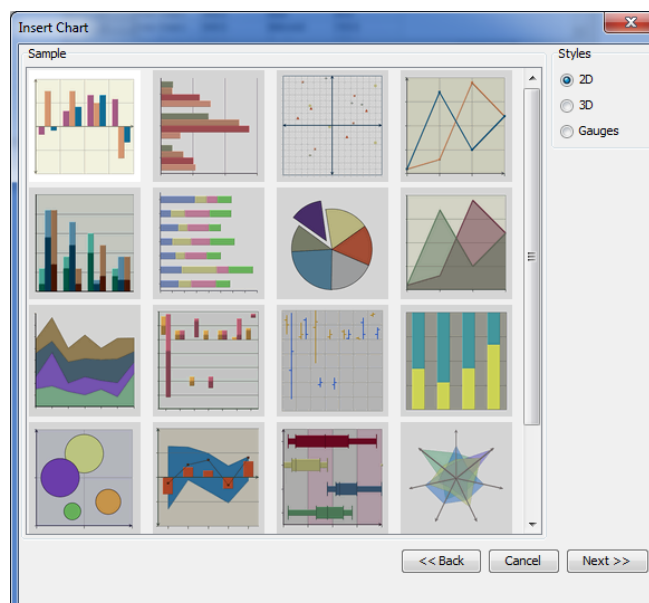 Insert Chart
Sample
Styles
2D
3D
Gauges
<< Back
Cancel
Next >>